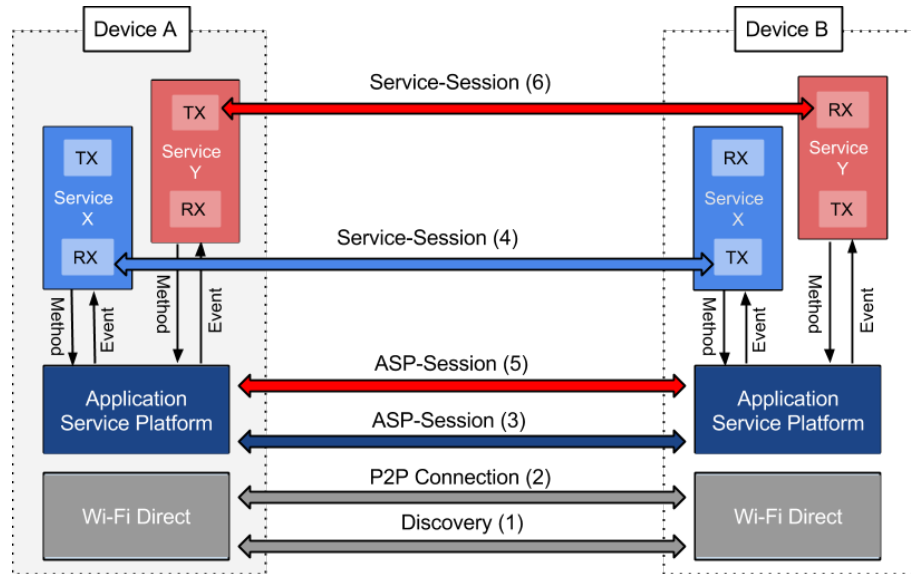 Device A
Device B
Service-Session (6)
TX
Service
Y
RX
TX
Service
X
RX
RX
Service
Y
TX
RX
Service
X
TX
Service-Session (4)
Method
Event
Method
Event
Method
Event
Method
Event
ASP-Session (5)
Application
Service Platform
Application
Service Platform
ASP-Session (3)
P2P Connection (2)
Wi-Fi Direct
Wi-Fi Direct
Discovery (1)